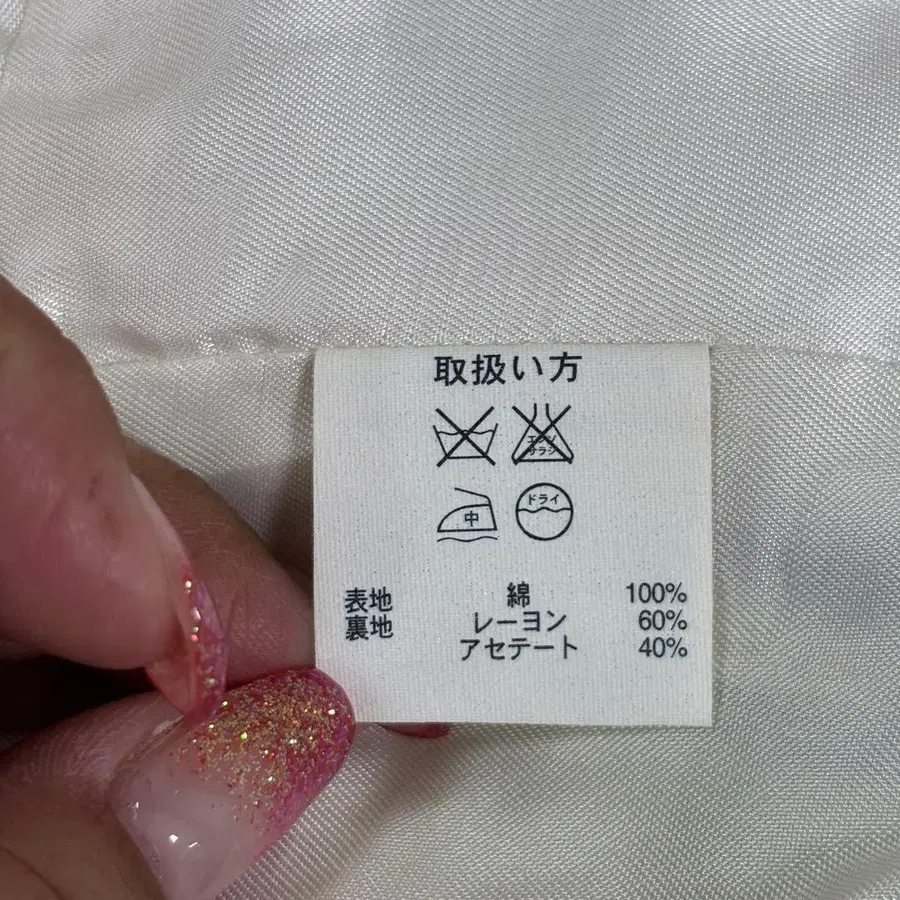 取扱い方
エンソ
サラシ
中
ドライ
表地 綿 100%
裏地 レーヨン 60%
アセテート 40%